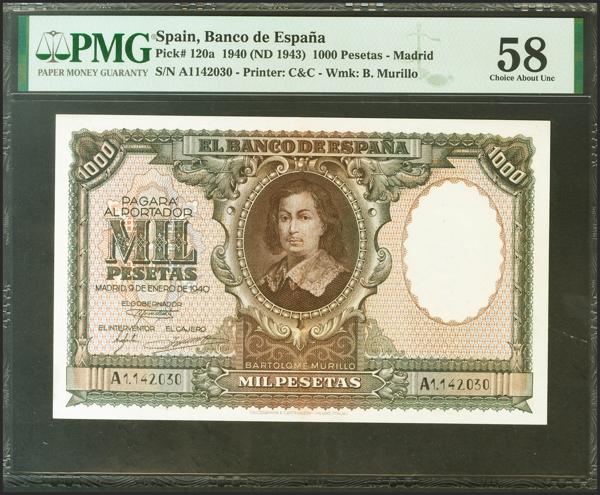 PMG
PAPER MONEY GUARANTY
Spain, Banco de España
Pick# 120a 1940 (ND 1943) 1000 Pesetas - Madrid
S/N A1142030 - Printer: C&C - Wmk: B. Murillo
58
Choice About Unc
1000
EL BANCO DE ESPAÑA
1000
PAGARÁ
AL PORTADOR
MIL
PESETAS
MADRID, 9 DE ENERO DE 1940
EL GOBERNADOR
EL INTERVENTOR EL CAJERO
BARTOLOMÉ MURILLO
A1.142.030
MIL PESETAS
A1.142.030